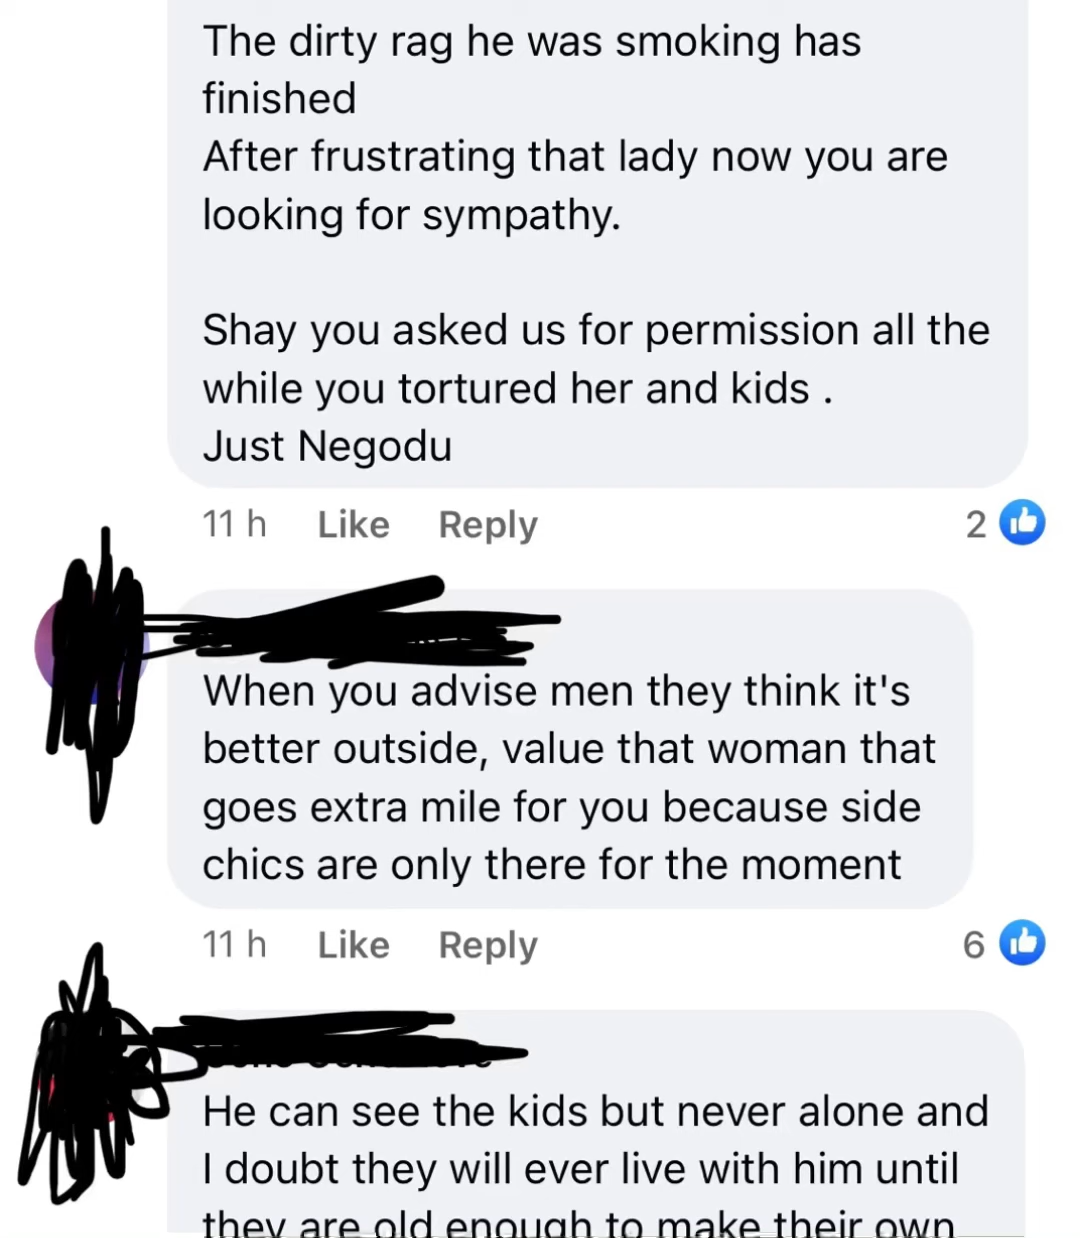 The dirty rag he was smoking has
finished
After frustrating that lady now you are
looking for sympathy.
Shay you asked us for permission all the
while you tortured her and kids .
Just Negodu
11 h Like Reply 2
When you advise men they think it's
better outside, value that woman that
goes extra mile for you because side
chics are only there for the moment
11 h Like Reply 6
He can see the kids but never alone and
I doubt they will ever live with him until
they are old enough to make their own